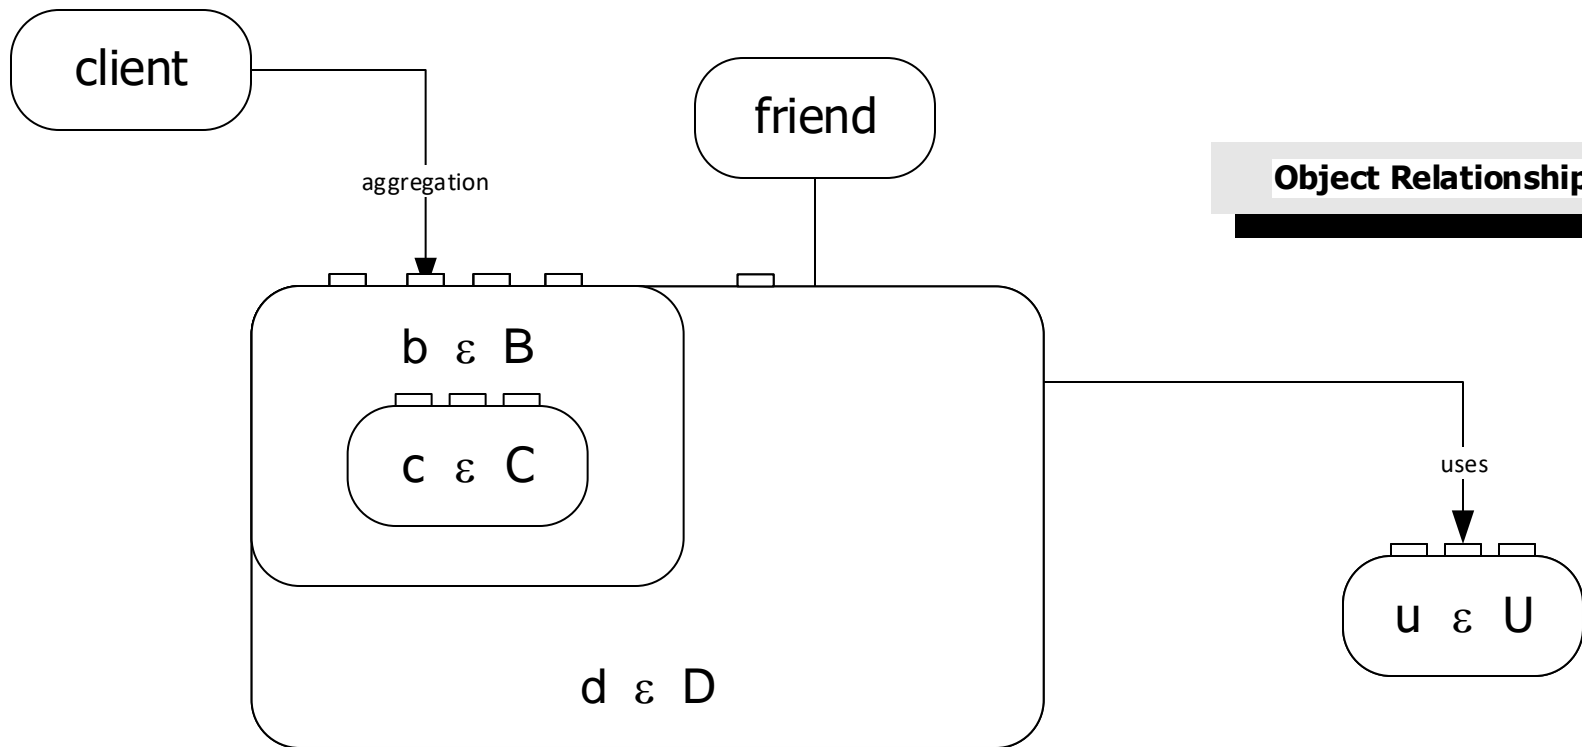 client
friend
aggregation
Object Relationship
b ε B
c ε C
uses
u ε U
d ε D